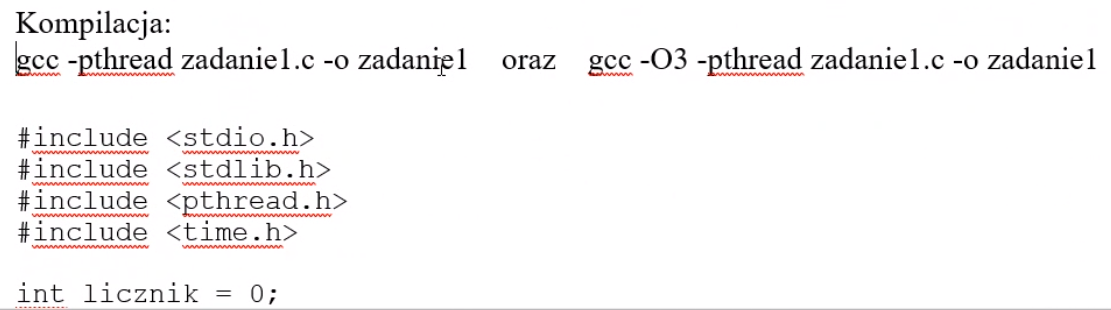 Kompilacja:
gcc -pthread zadanie1.c -o zadanie1 oraz gcc -O3 -pthread zadanie1.c -o zadanie1
#include <stdio.h>
#include <stdlib.h>
#include <pthread.h>
#include <time.h>
int licznik = 0;